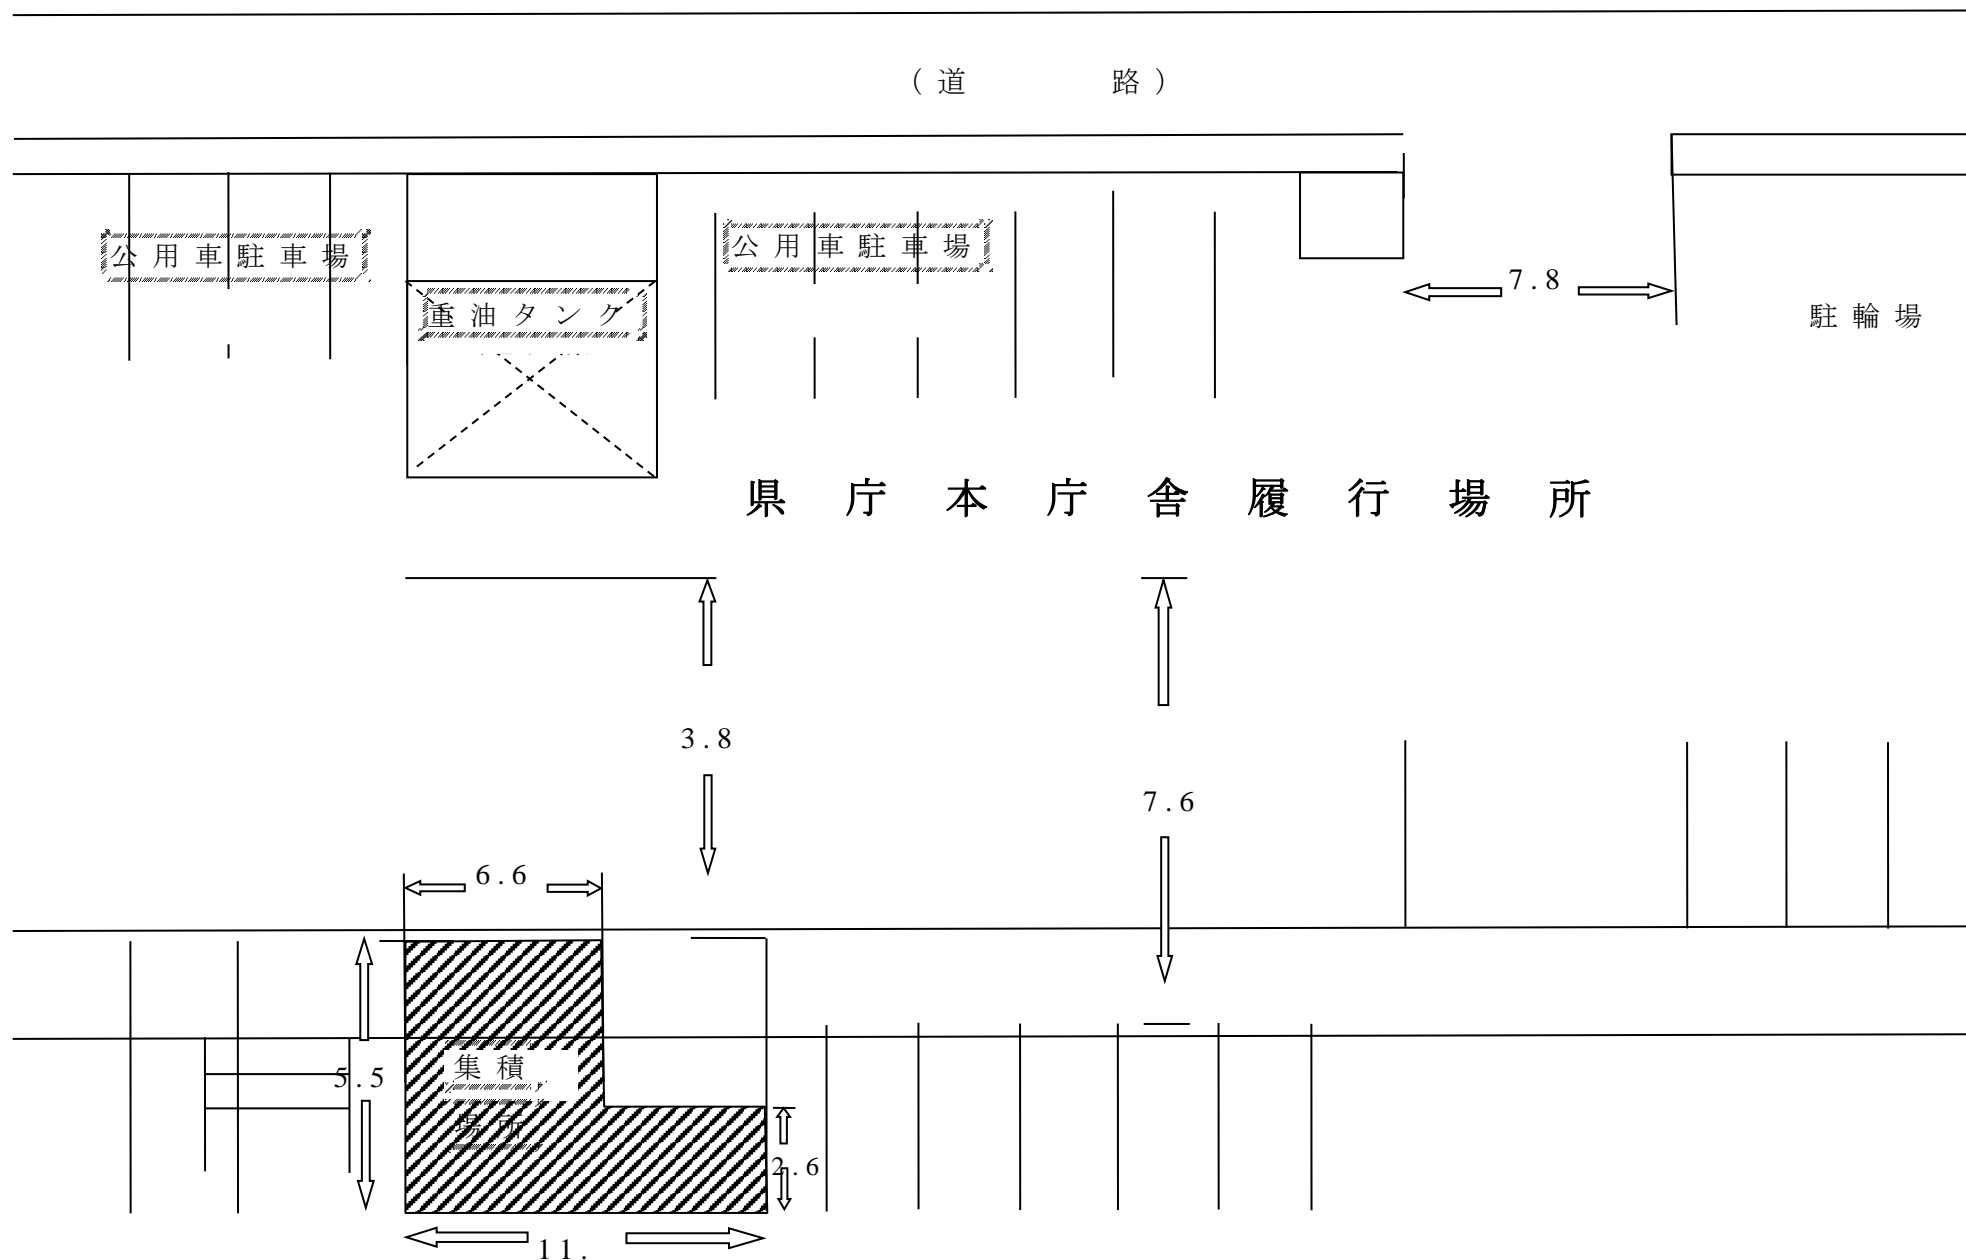 (道　　　路)
公用車駐車場
公用車駐車場
重油タンク
7.8
駐輪場
県庁本庁舎履行場所
3.8
7.6
6.6
5.5
集積
場所
2.6
11.